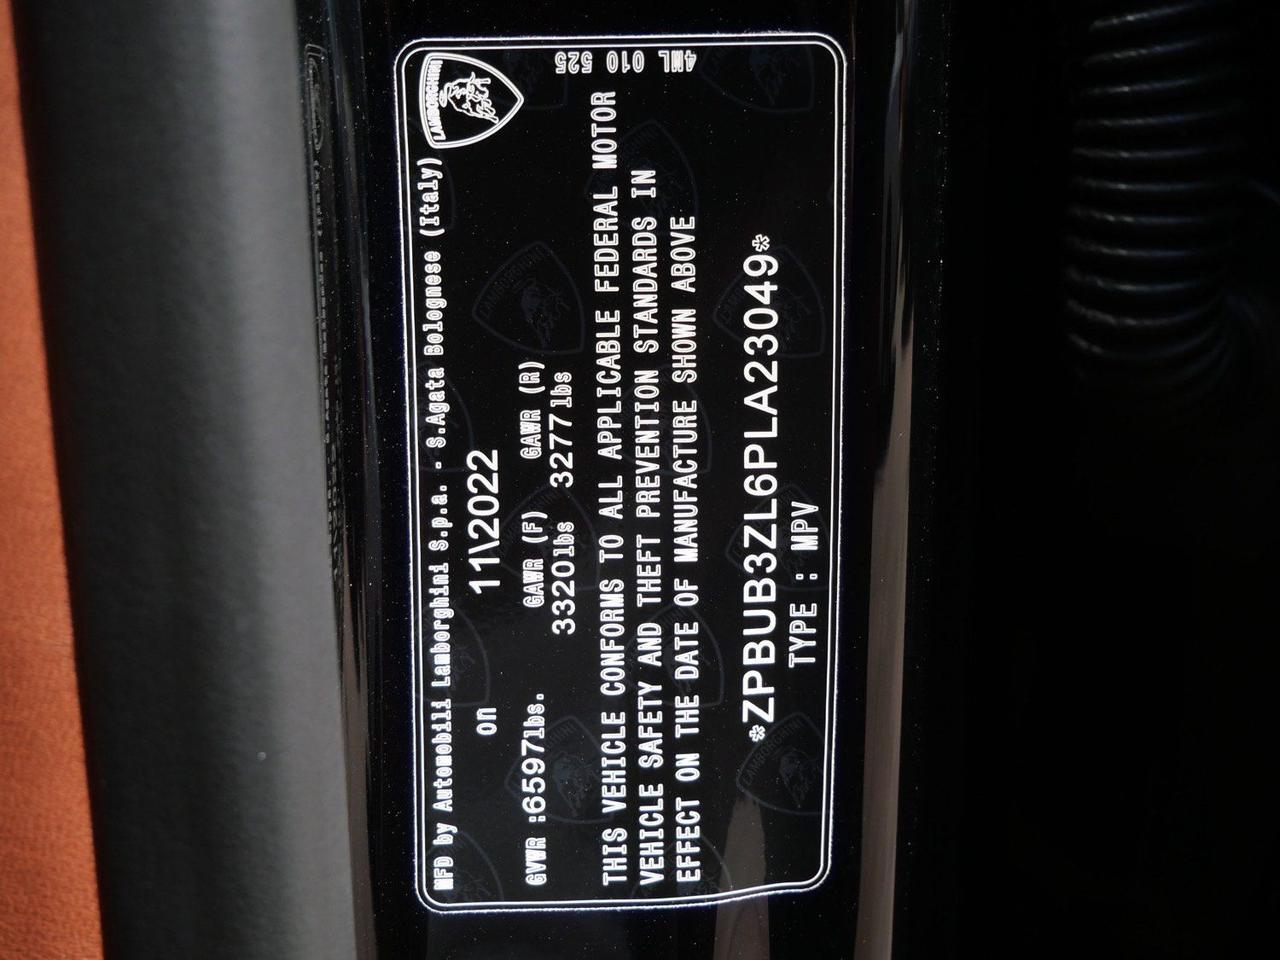 LAMBORGHINI
4ML 010 525
MFD by Automobili Lamborghini S.p.a. - S.Agata Bolognese (Italy)
on 11\2022
GVWR :6597lbs. GAWR (F) GAWR (R)
3320lbs 3277lbs
THIS VEHICLE CONFORMS TO ALL APPLICABLE FEDERAL MOTOR
VEHICLE SAFETY AND THEFT PREVENTION STANDARDS IN
EFFECT ON THE DATE OF MANUFACTURE SHOWN ABOVE
*ZPBUB3ZL6PLA23049*
TYPE : MPV